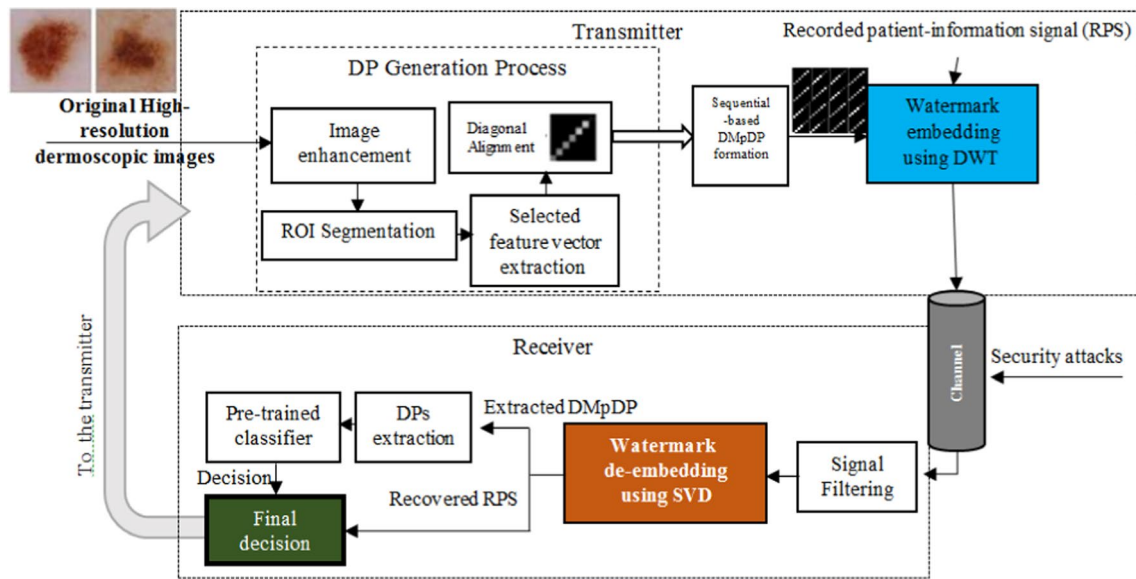 Transmitter
Recorded patient-information signal (RPS)
DP Generation Process
Original High-
resolution
dermoscopic images
Image
enhancement
Diagonal
Alignment
Sequential
-based
DMpDP
formation
Watermark
embedding
using DWT
ROI Segmentation
Selected
feature vector
extraction
To the transmitter
Receiver
Channel
Security attacks
Pre-trained
classifier
DPs
extraction
Extracted DMpDP
Watermark
de-embedding
using SVD
Signal
Filtering
Decision
Recovered RPS
Final
decision